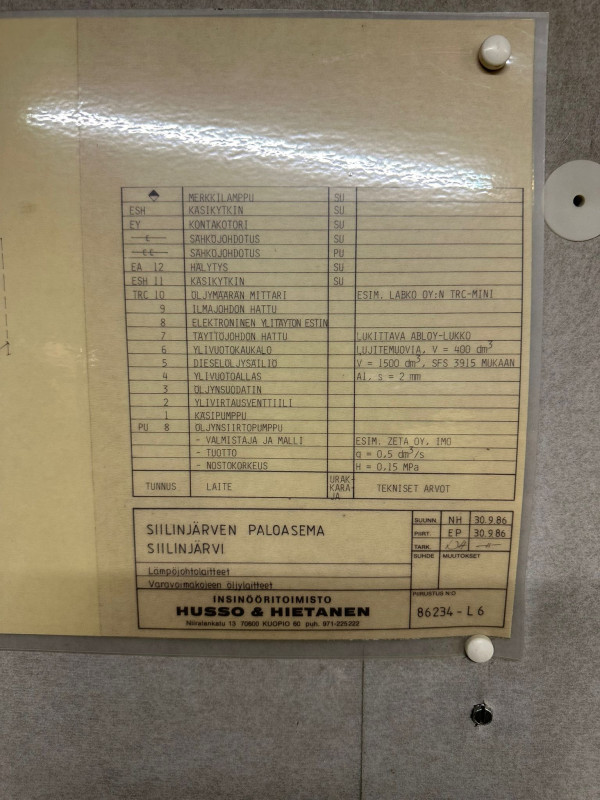 MERKKILAMPPU SU
ESH KÄSIKYTKIN SU
EY KONTAKOTORI SU
SÄHKÖJOHDOTUS SU
SÄHKÖJOHDOTUS PU
EA 12 HÄLYTYS SU
ESH 11 KÄSIKYTKIN SU
TRC 10 ÖLJYMÄÄRÄN MITTARI ESIM. LABKO OY:N TRC-MINI
9 ILMAJOHDON HATTU
8 ELEKTRONINEN YLITÄYTÖN ESTIN
7 TÄYTTÖJOHDON HATTU LUKITTAVA ABLOY-LUKKO
6 YLIVUOTOKAUKALO LUJITEMUOVIA, V = 400 dm³
5 DIESELÖLJYSÄILIÖ V = 1500 dm³, SFS 3915 MUKAAN
4 YLIVUOTOALLAS Al, s = 2 mm
3 ÖLJYNSUODATIN
2 YLIVIRTAUSVENTTIILI
1 KÄSIPUMPPU
PU 8 ÖLJYNSIIRTOPUMPPU
- VALMISTAJA JA MALLI ESIM. ZETA OY, IMO
- TUOTTO q = 0,5 dm³/s
- NOSTOKORKEUS H = 0,15 MPa
TUNNUS LAITE URAK-KARA-JA TEKNISET ARVOT
SIILINJÄRVEN PALOASEMA
SIILINJÄRVI
Lämpöjohtolaitteet
Varavoimakojeen öljylaitteet
INSINÖÖRITOIMISTO
HUSSO & HIETANEN
Niiralankatu 13 70600 KUOPIO 60 puh. 971-225222
SUUNN. NH 30.9.86
PIIRT. EP 30.9.86
TARK.
SUHDE MUUTOKSET
PIIRUSTUS N:O
86234 - L 6